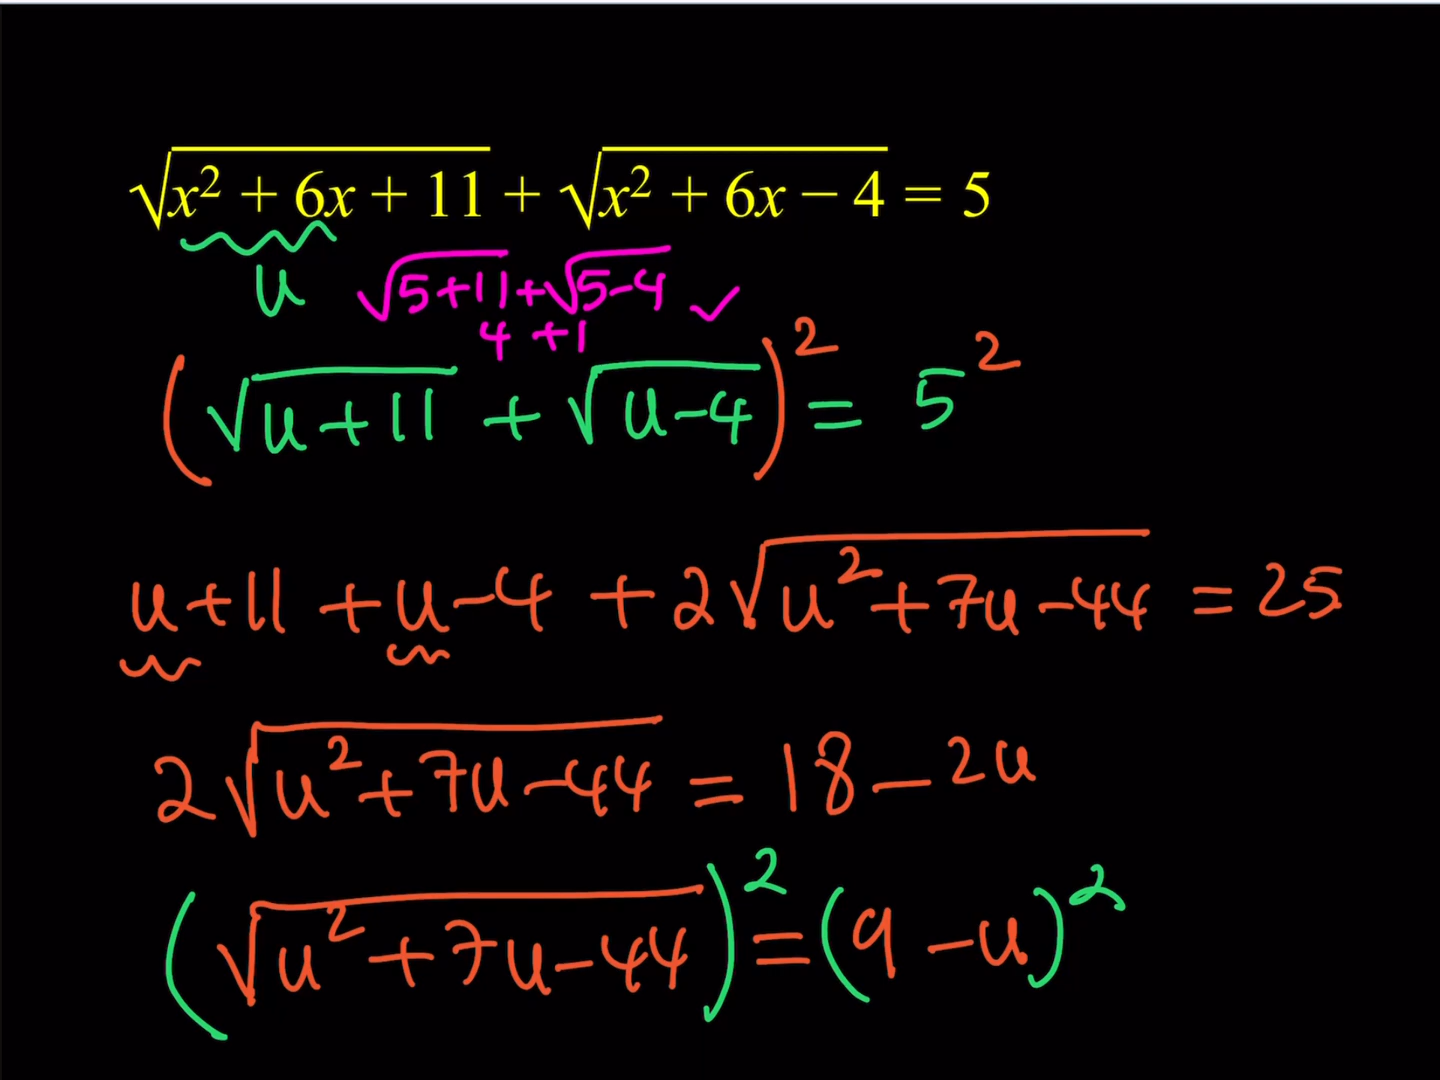 √(x² + 6x + 11) + √(x² + 6x − 4) = 5
u √(5+11) + √(5-4) ✓
4 + 1
(√(u+11) + √(u-4))² = 5²
u+11 + u-4 + 2√(u²+7u-44) = 25
2√(u²+7u-44) = 18 - 2u
(√(u²+7u-44))² = (9 - u)²